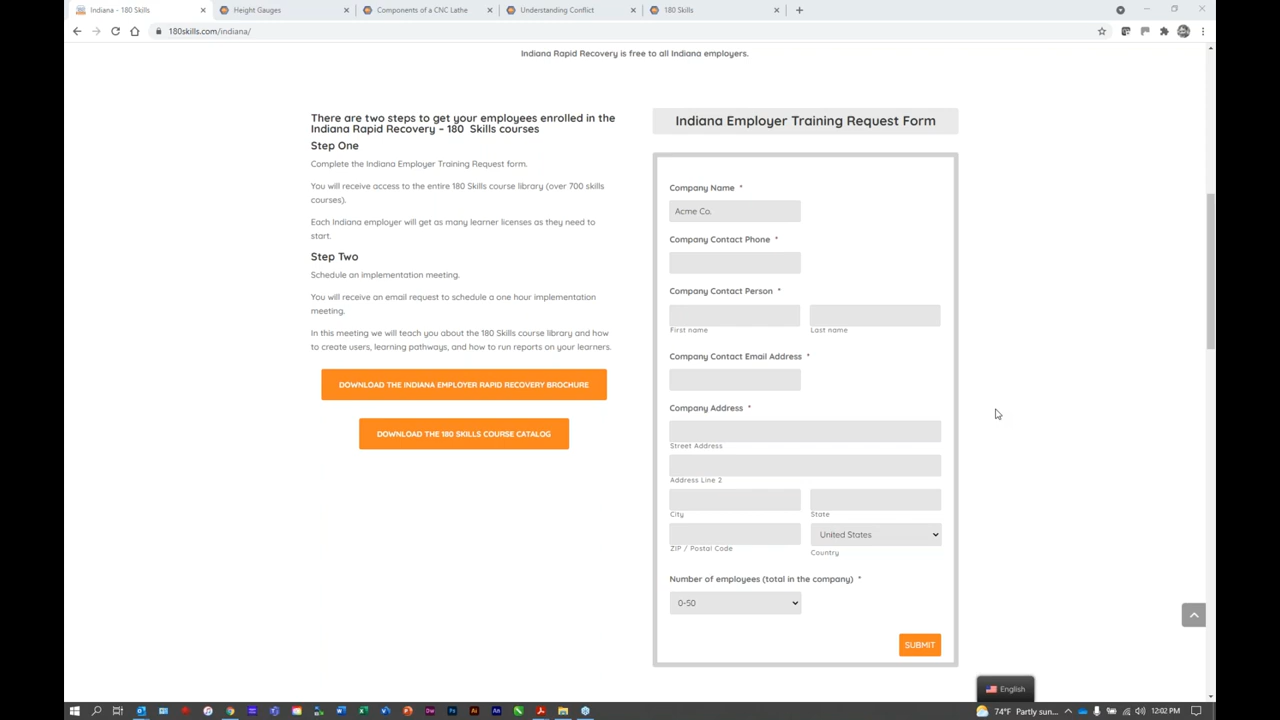 Indiana - 180 Skills
Height Gauges
Components of a CNC Lathe
Understanding Conflict
180 Skills
180skills.com/indiana/
Indiana Rapid Recovery is free to all Indiana employers.
There are two steps to get your employees enrolled in the
Indiana Rapid Recovery – 180 Skills courses
Step One
Complete the Indiana Employer Training Request form.
You will receive access to the entire 180 Skills course library (over 700 skills
courses).
Each Indiana employer will get as many learner licenses as they need to
start.
Step Two
Schedule an implementation meeting.
You will receive an email request to schedule a one hour implementation
meeting.
In this meeting we will teach you about the 180 Skills course library and how
to create users, learning pathways, and how to run reports on your learners.
DOWNLOAD THE INDIANA EMPLOYER RAPID RECOVERY BROCHURE
DOWNLOAD THE 180 SKILLS COURSE CATALOG
Indiana Employer Training Request Form
Company Name *
Acme Co.
Company Contact Phone *
Company Contact Person *
First name Last name
Company Contact Email Address *
Company Address *
Street Address
Address Line 2
City State
United States
ZIP / Postal Code Country
Number of employees (total in the company) *
0-50
SUBMIT
English
74°F Partly sun... 12:02 PM